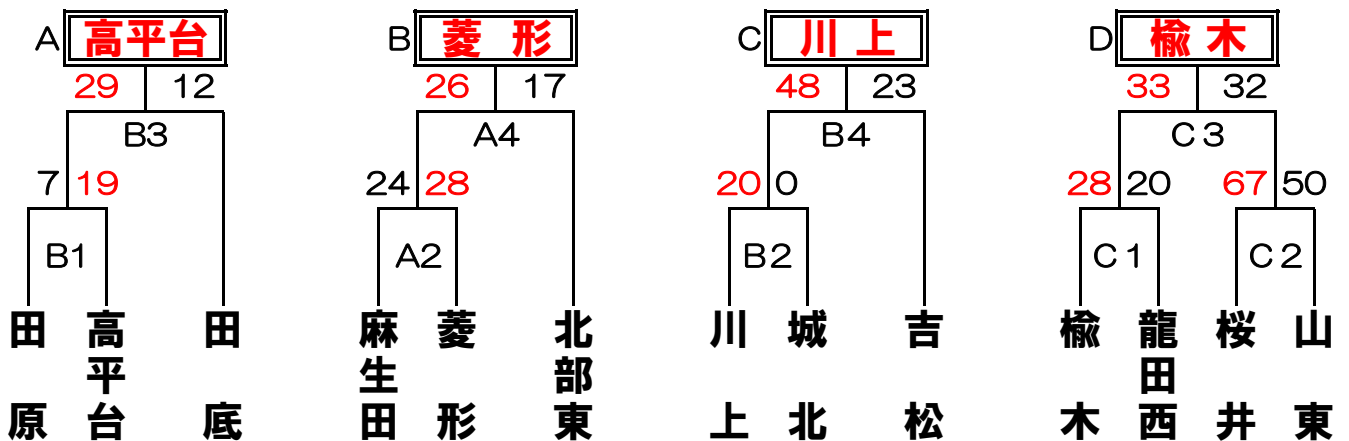 A 高平台
B 菱形
C 川上
D 楡木
29 12
26 17
48 23
33 32
B3
A4
B4
C3
7 19
24 28
20 0
28 20
67 50
B1
A2
B2
C1
C2
田原
高平台
田底
麻生田
菱形
北部東
川上
城北
吉松
楡木
龍田西
桜井
山東